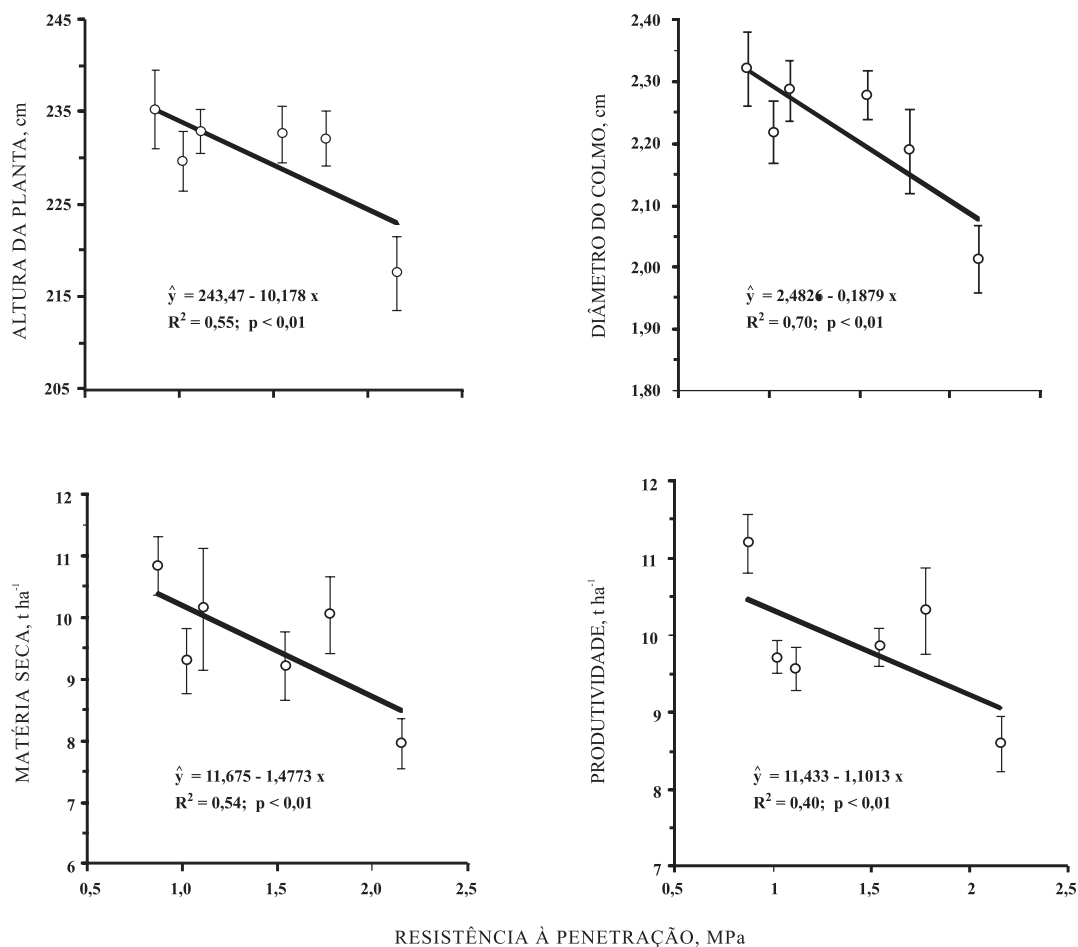 245
235
225
215
205
ALTURA DA PLANTA, cm
ŷ = 243,47 - 10,178 x
R² = 0,55; p < 0,01
2,40
2,30
2,20
2,10
2,00
1,90
1,80
DIÂMETRO DO COLMO, cm
ŷ = 2,4826 - 0,1879 x
R² = 0,70; p < 0,01
12
11
10
9
8
7
6
MATÉRIA SECA, t ha⁻¹
ŷ = 11,675 - 1,4773 x
R² = 0,54; p < 0,01
0,5 1,0 1,5 2,0 2,5
12
11
10
9
8
7
PRODUTIVIDADE, t ha⁻¹
ŷ = 11,433 - 1,1013 x
R² = 0,40; p < 0,01
0,5 1 1,5 2 2,5
RESISTÊNCIA À PENETRAÇÃO, MPa